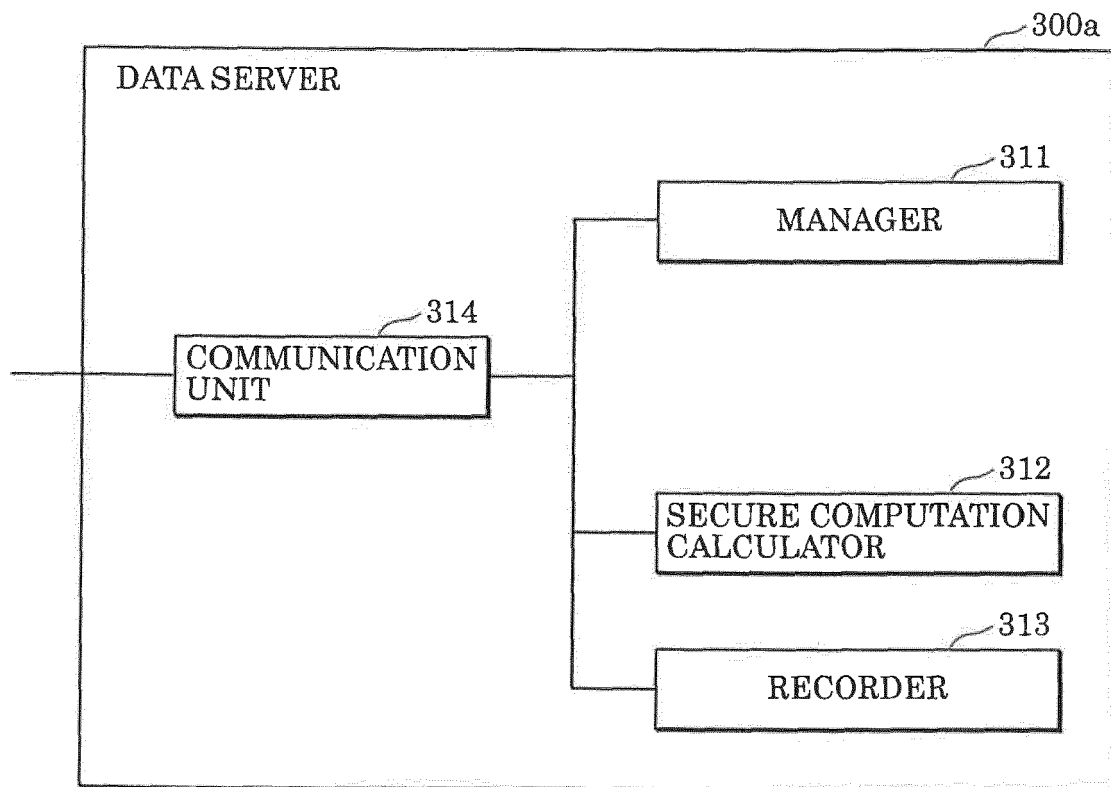 300a
DATA SERVER
311
MANAGER
314
COMMUNICATION
UNIT
312
SECURE COMPUTATION
CALCULATOR
313
RECORDER